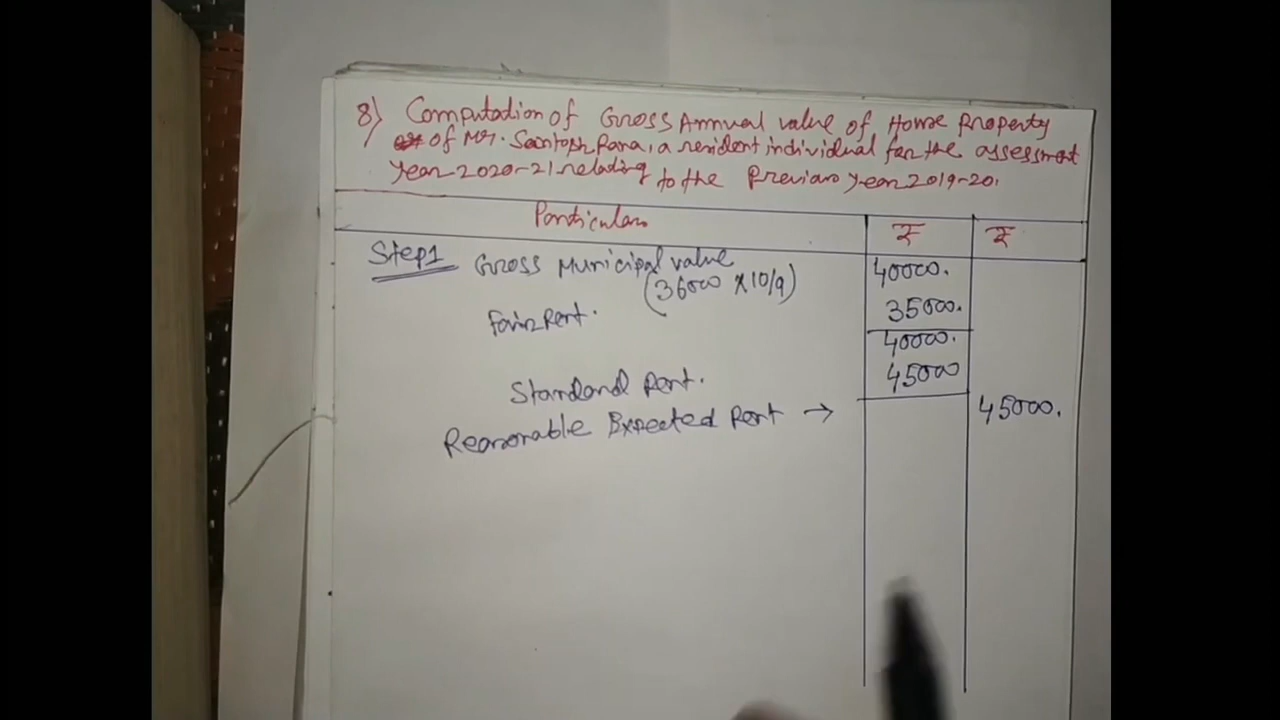 8) Computation of Gross Annual value of House property
of Mr. Santosh Rana, a resident individual for the assessment
year 2020-21 relating to the Previous year 2019-20.
Particulars ₹ ₹
Step1 Gross Municipal value 40000.
(36000 x 10/9)
Fair Rent. 35000.
40000.
Standard Rent. 45000
Reasonable Expected Rent → 45000.